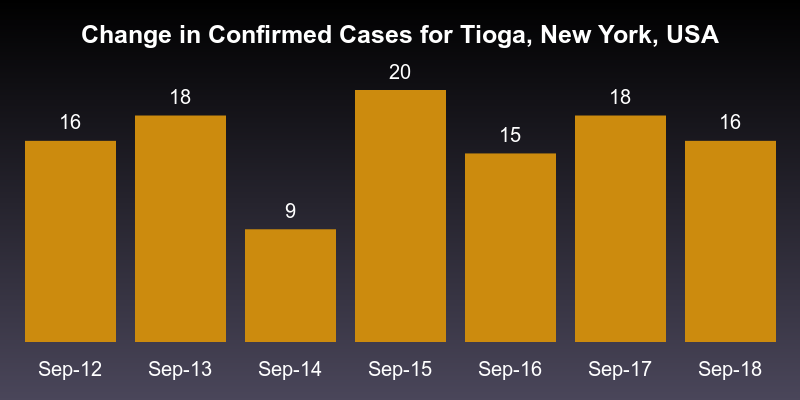 Change in Confirmed Cases for Tioga, New York, USA
16 18 9 20 15 18 16
Sep-12 Sep-13 Sep-14 Sep-15 Sep-16 Sep-17 Sep-18